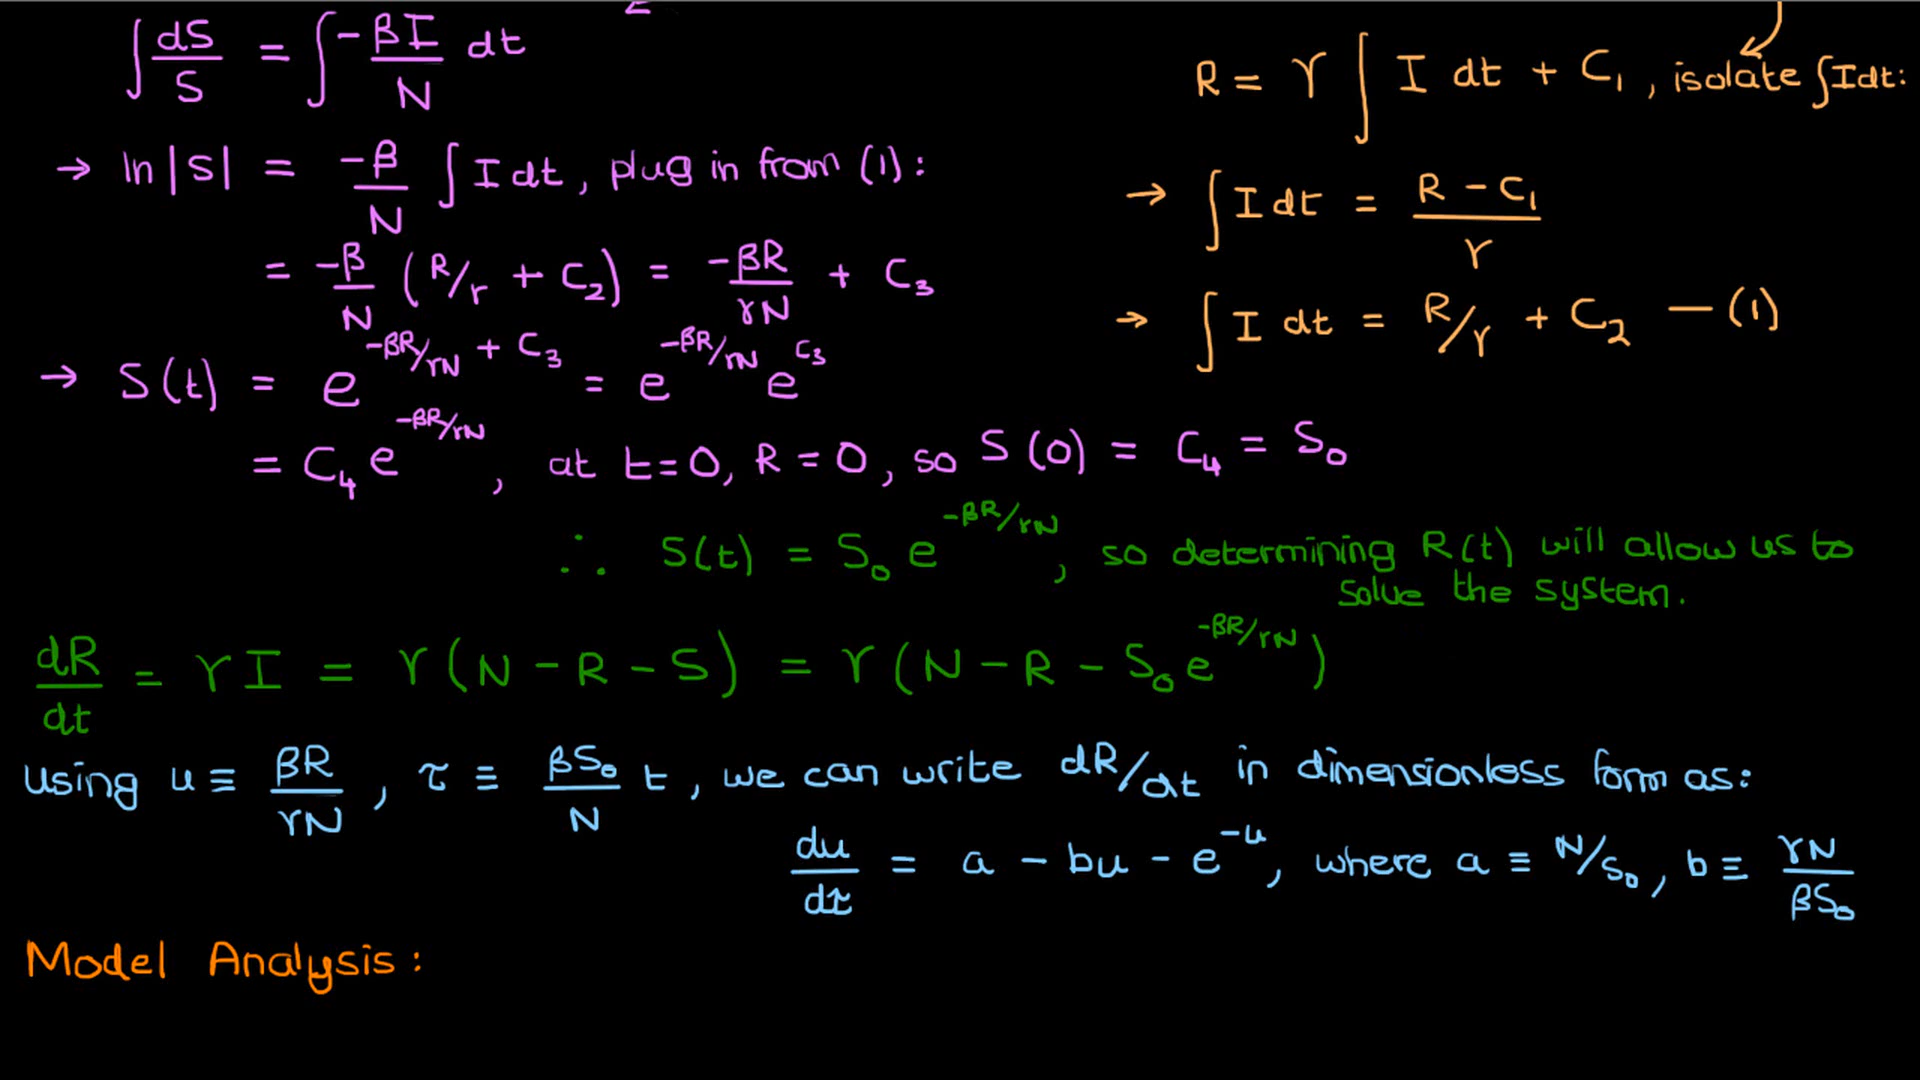 ∫ dS/S = ∫ -βI/N dt
→ ln|S| = -β/N ∫ I dt, plug in from (1):
= -β/N (R/r + C₂) = -βR/γN + C₃
→ S(t) = e^(-βR/rN + C₃) = e^(-βR/rN) e^(C₃)
= C₄ e^(-βR/rN), at t=0, R=0, so S(0) = C₄ = S₀
R = γ ∫ I dt + C₁, isolate ∫Idt:
→ ∫ I dt = (R - C₁)/r
→ ∫ I dt = R/r + C₂ — (1)
∴ S(t) = S₀ e^(-βR/γN), so determining R(t) will allow us to
solve the system.
dR/dt = γI = γ(N - R - S) = γ(N - R - S₀e^(-βR/γN))
using u ≡ βR/γN, τ ≡ βS₀/N t, we can write dR/dt in dimensionless form as:
du/dτ = a - bu - e^(-u), where a ≡ N/S₀, b ≡ γN/βS₀
Model Analysis: